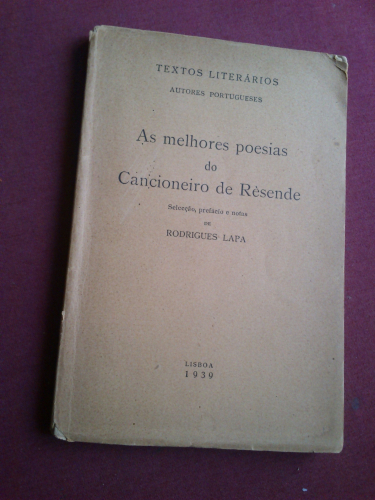 TEXTOS LITERÁRIOS
AUTORES PORTUGUESES
As melhores poesias
do
Cancioneiro de Rèsende
Selecção, prefácio e notas
DE
RODRIGUES LAPA
LISBOA
1939